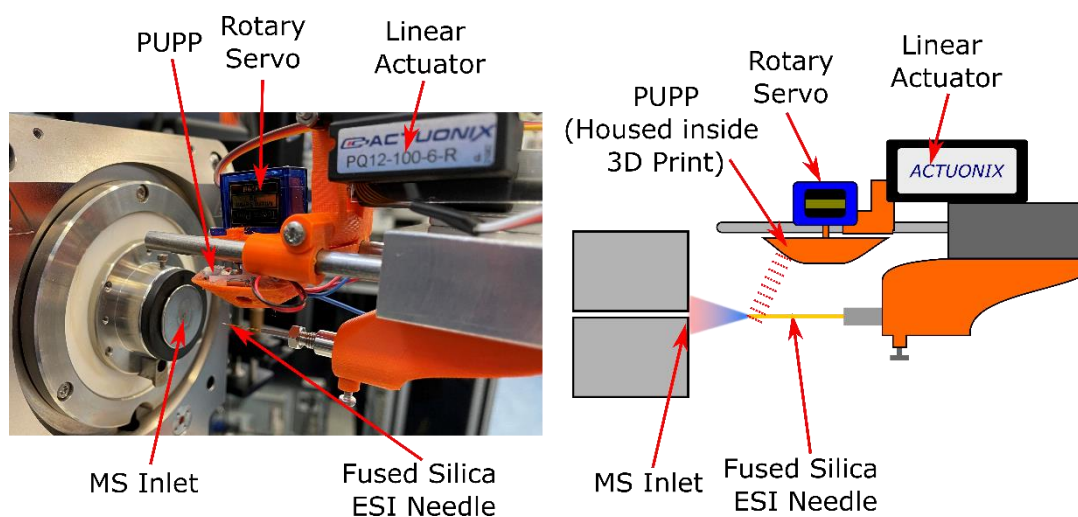 PUPP
Rotary
Servo
Linear
Actuator
ACTUONIX
PQ12-100-6-R
MS Inlet
Fused Silica
ESI Needle
PUPP
(Housed inside
3D Print)
Rotary
Servo
Linear
Actuator
ACTUONIX
MS Inlet
Fused Silica
ESI Needle